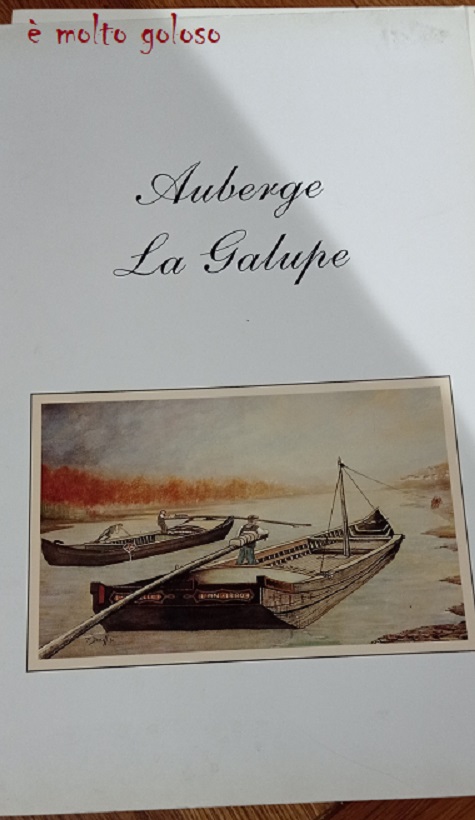 è molto goloso
Auberge
La Galupe